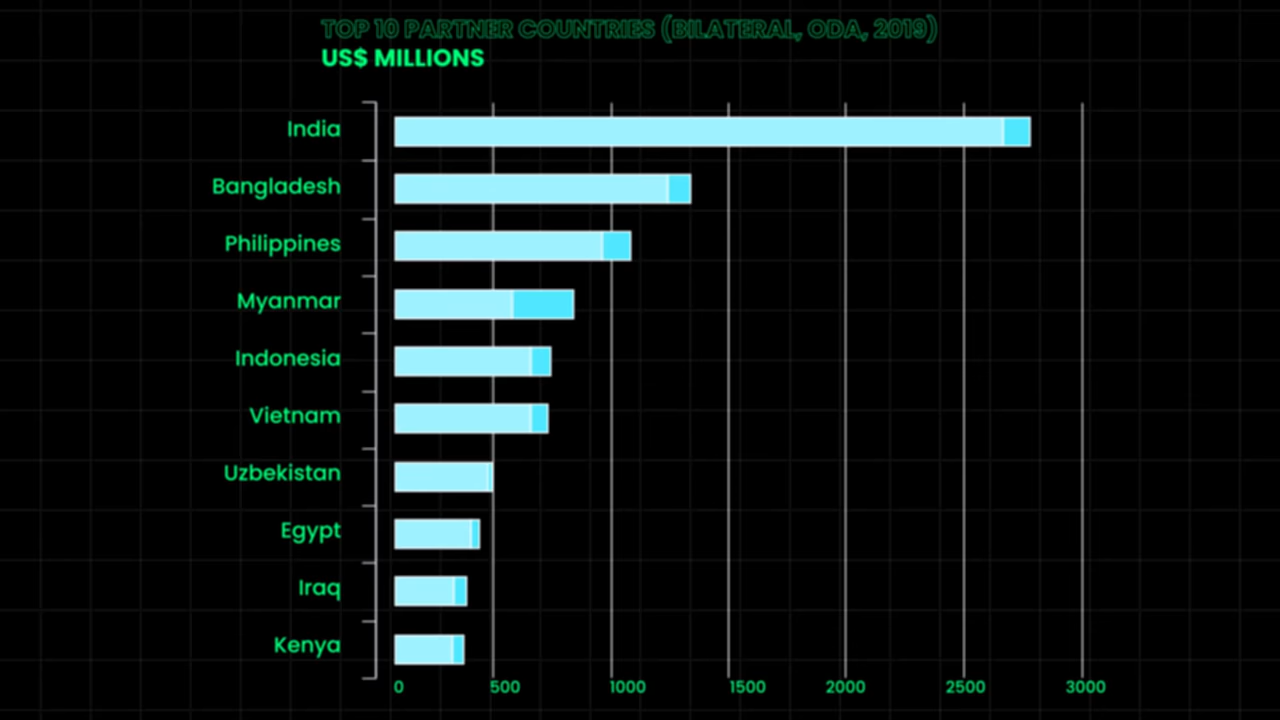 TOP 10 PARTNER COUNTRIES (BILATERAL, ODA, 2019)
US$ MILLIONS
India
Bangladesh
Philippines
Myanmar
Indonesia
Vietnam
Uzbekistan
Egypt
Iraq
Kenya
0 500 1000 1500 2000 2500 3000